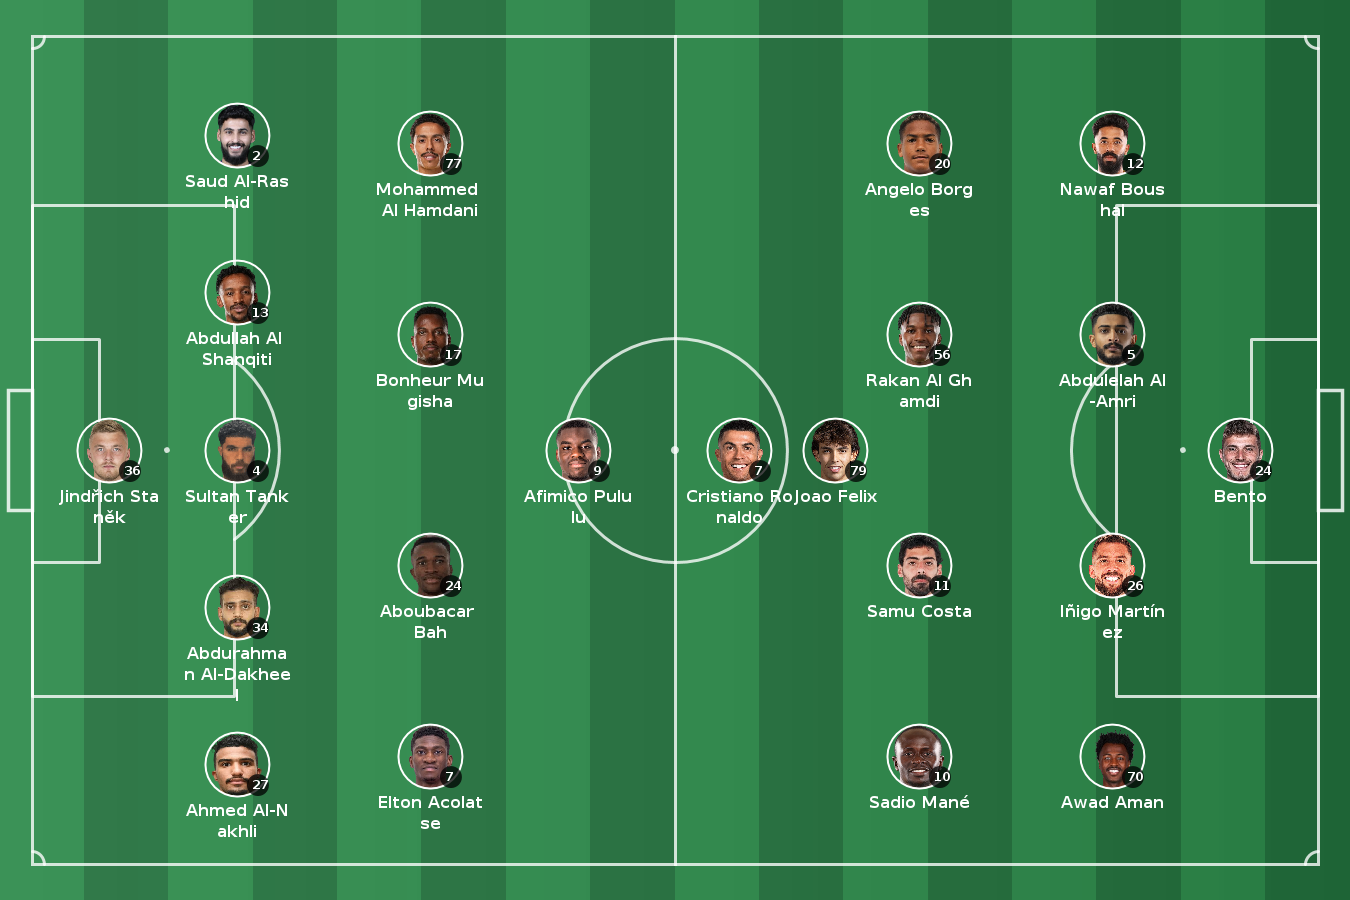 2
Saud Al-Ras
hid
13
Abdullah Al
Shanqiti
36
Jindřich Sta
něk
4
Sultan Tank
er
34
Abdurahma
n Al-Dakhee
l
27
Ahmed Al-N
akhli
77
Mohammed
Al Hamdani
17
Bonheur Mu
gisha
24
Aboubacar
Bah
7
Elton Acolat
se
9
Afimico Pulu
lu
7
Cristiano Ro
naldo
79
Joao Felix
20
Angelo Borg
es
56
Rakan Al Gh
amdi
11
Samu Costa
10
Sadio Mané
12
Nawaf Bous
hal
5
Abdulelah Al
-Amri
26
Iñigo Martín
ez
70
Awad Aman
24
Bento